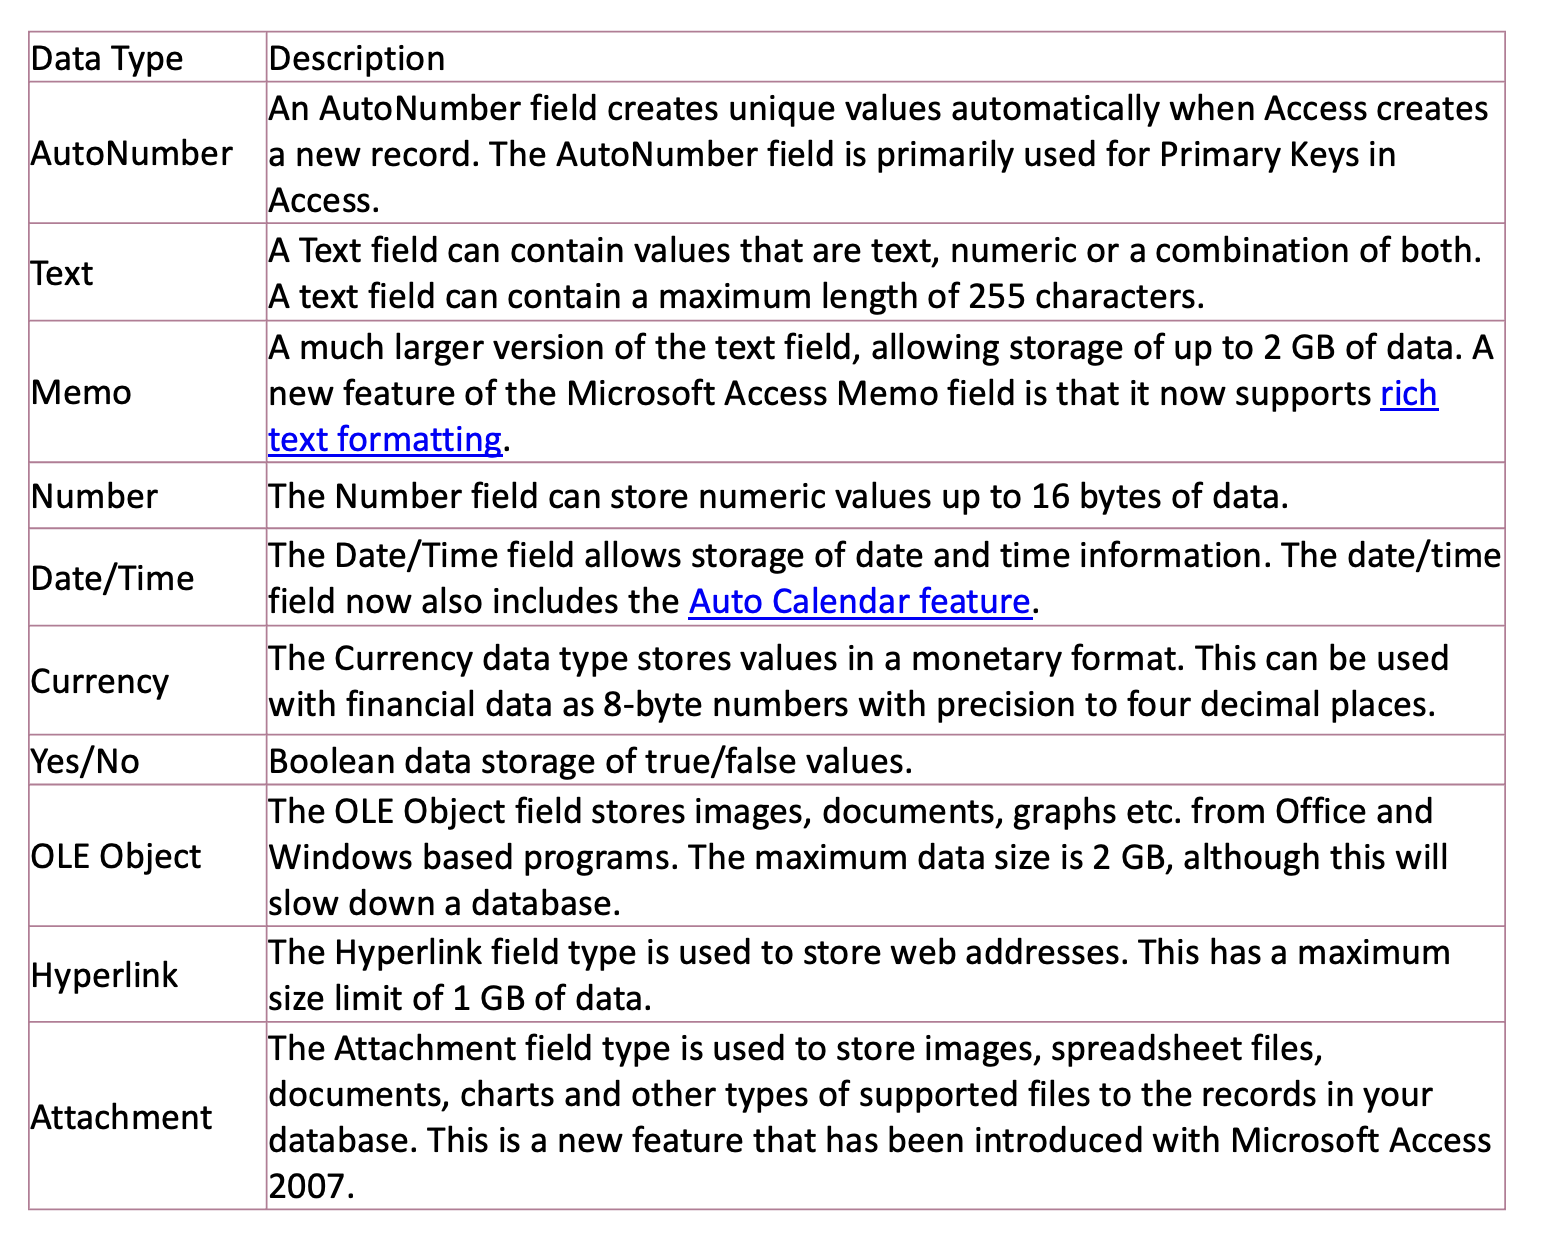 Data Type
Description
AutoNumber
An AutoNumber field creates unique values automatically when Access creates
a new record. The AutoNumber field is primarily used for Primary Keys in
Access.
Text
A Text field can contain values that are text, numeric or a combination of both.
A text field can contain a maximum length of 255 characters.
Memo
A much larger version of the text field, allowing storage of up to 2 GB of data. A
new feature of the Microsoft Access Memo field is that it now supports rich
text formatting.
Number
The Number field can store numeric values up to 16 bytes of data.
Date/Time
The Date/Time field allows storage of date and time information. The date/time
field now also includes the Auto Calendar feature.
Currency
The Currency data type stores values in a monetary format. This can be used
with financial data as 8-byte numbers with precision to four decimal places.
Yes/No
Boolean data storage of true/false values.
OLE Object
The OLE Object field stores images, documents, graphs etc. from Office and
Windows based programs. The maximum data size is 2 GB, although this will
slow down a database.
Hyperlink
The Hyperlink field type is used to store web addresses. This has a maximum
size limit of 1 GB of data.
Attachment
The Attachment field type is used to store images, spreadsheet files,
documents, charts and other types of supported files to the records in your
database. This is a new feature that has been introduced with Microsoft Access
2007.